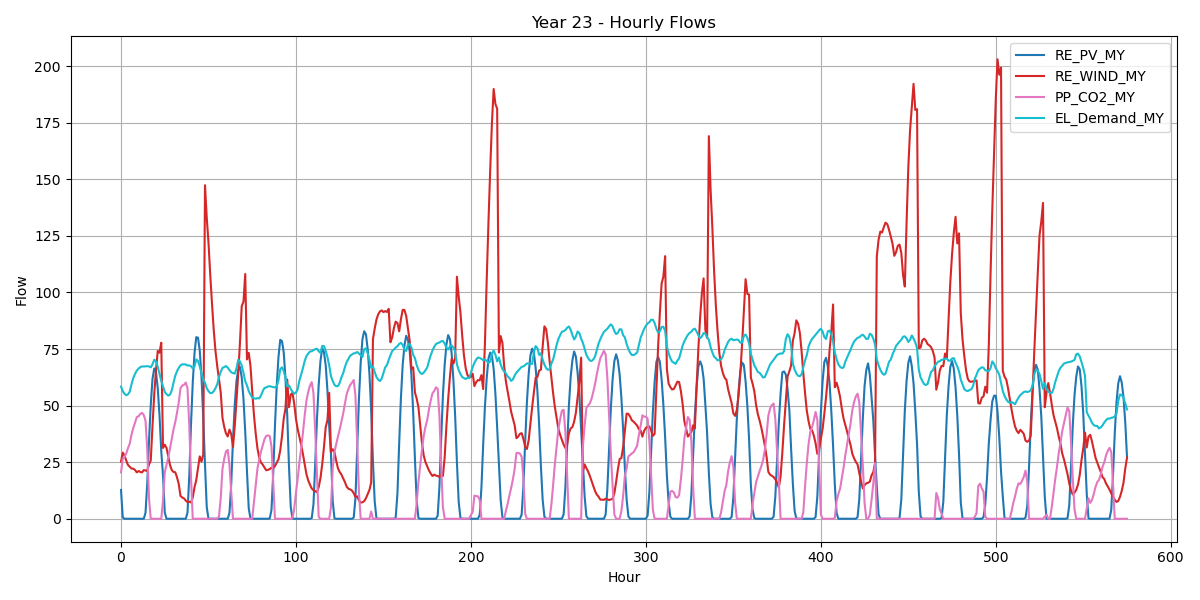 Year 23 - Hourly Flows
Flow
200
175
150
125
100
75
50
25
0
RE_PV_MY
RE_WIND_MY
PP_CO2_MY
EL_Demand_MY
0 100 200 300 400 500 600
Hour